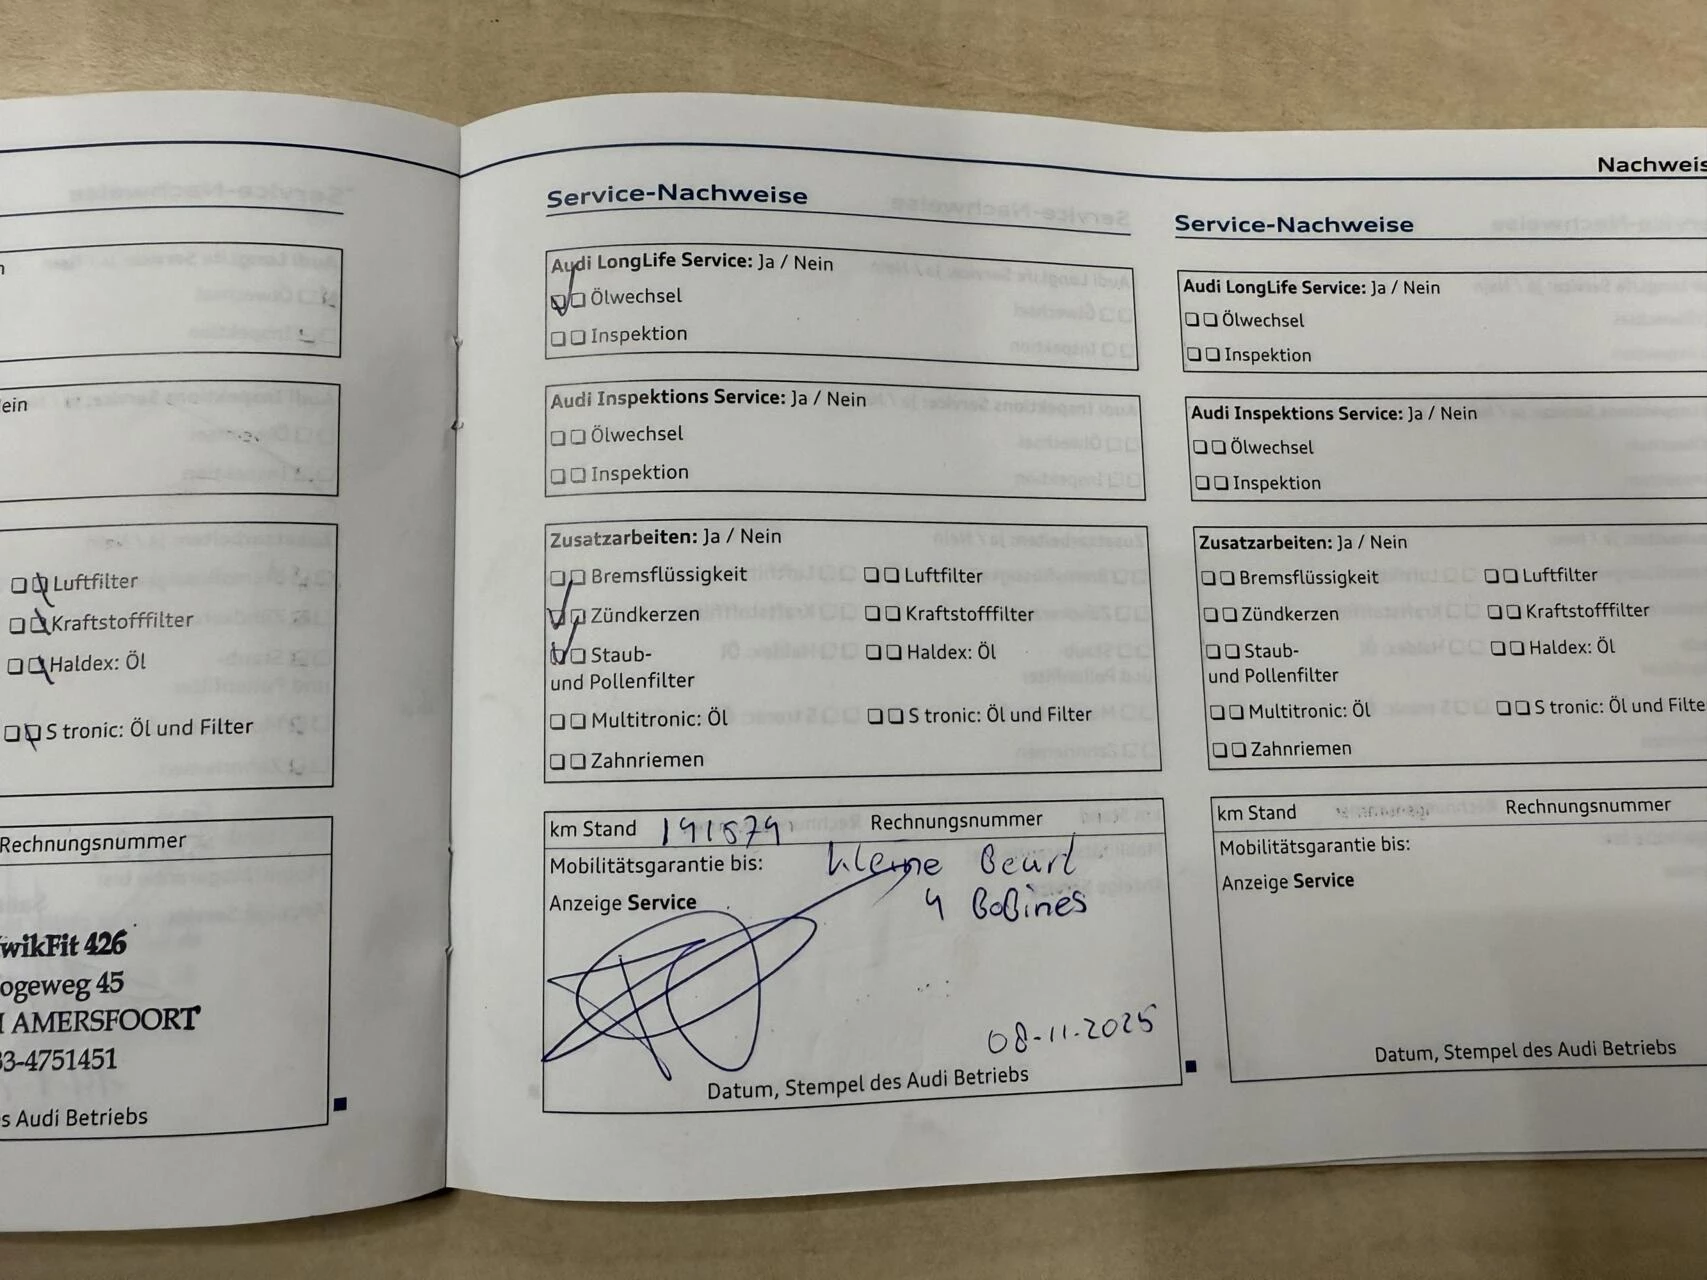 ein
Luftfilter
Kraftstofffilter
Haldex: Öl
S tronic: Öl und Filter
Rechnungsnummer
wikFit 426
ogeweg 45
AMERSFOORT
33-4751451
s Audi Betriebs
Service-Nachweise
Audi LongLife Service: Ja / Nein
Ölwechsel
Inspektion
Audi Inspektions Service: Ja / Nein
Ölwechsel
Inspektion
Zusatzarbeiten: Ja / Nein
Bremsflüssigkeit Luftfilter
Zündkerzen Kraftstofffilter
Staub- Haldex: Öl
und Pollenfilter
Multitronic: Öl S tronic: Öl und Filter
Zahnriemen
km Stand 191579 Rechnungsnummer
Mobilitätsgarantie bis: kleine Beurt
Anzeige Service 4 BoBines
08-11-2025
Datum, Stempel des Audi Betriebs
Nachweis
Service-Nachweise
Audi LongLife Service: Ja / Nein
Ölwechsel
Inspektion
Audi Inspektions Service: Ja / Nein
Ölwechsel
Inspektion
Zusatzarbeiten: Ja / Nein
Bremsflüssigkeit Luftfilter
Zündkerzen Kraftstofffilter
Staub- Haldex: Öl
und Pollenfilter
Multitronic: Öl S tronic: Öl und Filte
Zahnriemen
km Stand Rechnungsnummer
Mobilitätsgarantie bis:
Anzeige Service
Datum, Stempel des Audi Betriebs